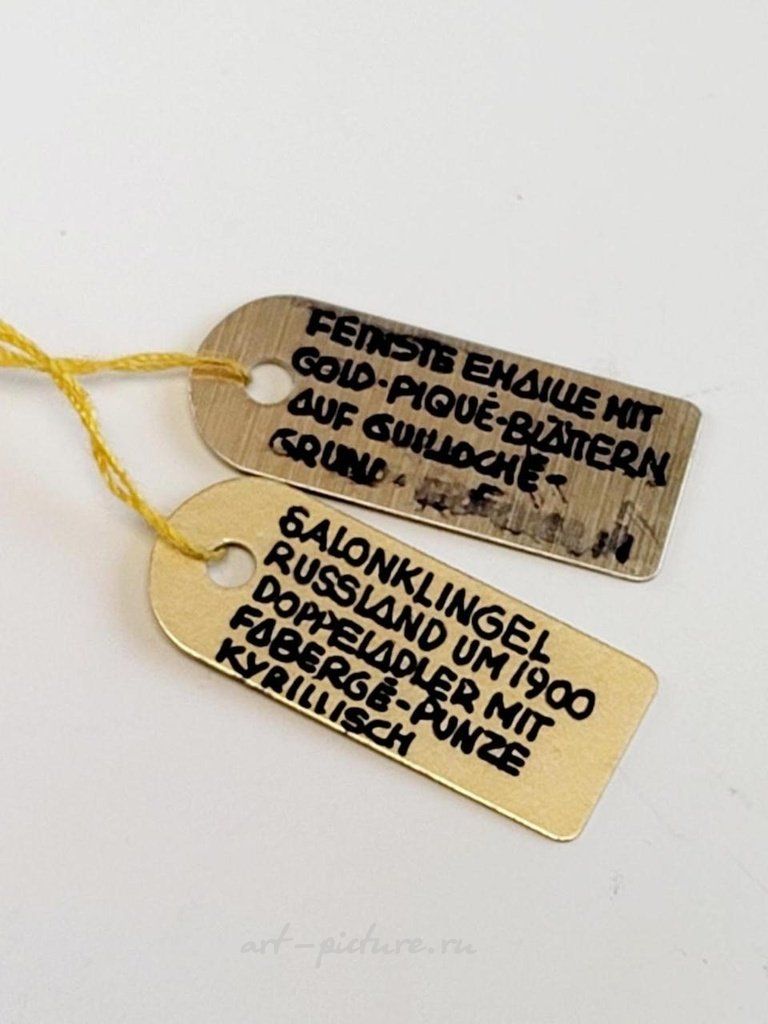 FEINSTE EMAILLE MIT
GOLD-PIQUÉ-BLÄTTERN
AUF GUILLOCHÉ-
GRUND -
SALONKLINGEL
RUSSLAND UM 1900
DOPPELADLER MIT
FABERGÉ-PUNZE
KYRILLISCH
art-picture.ru